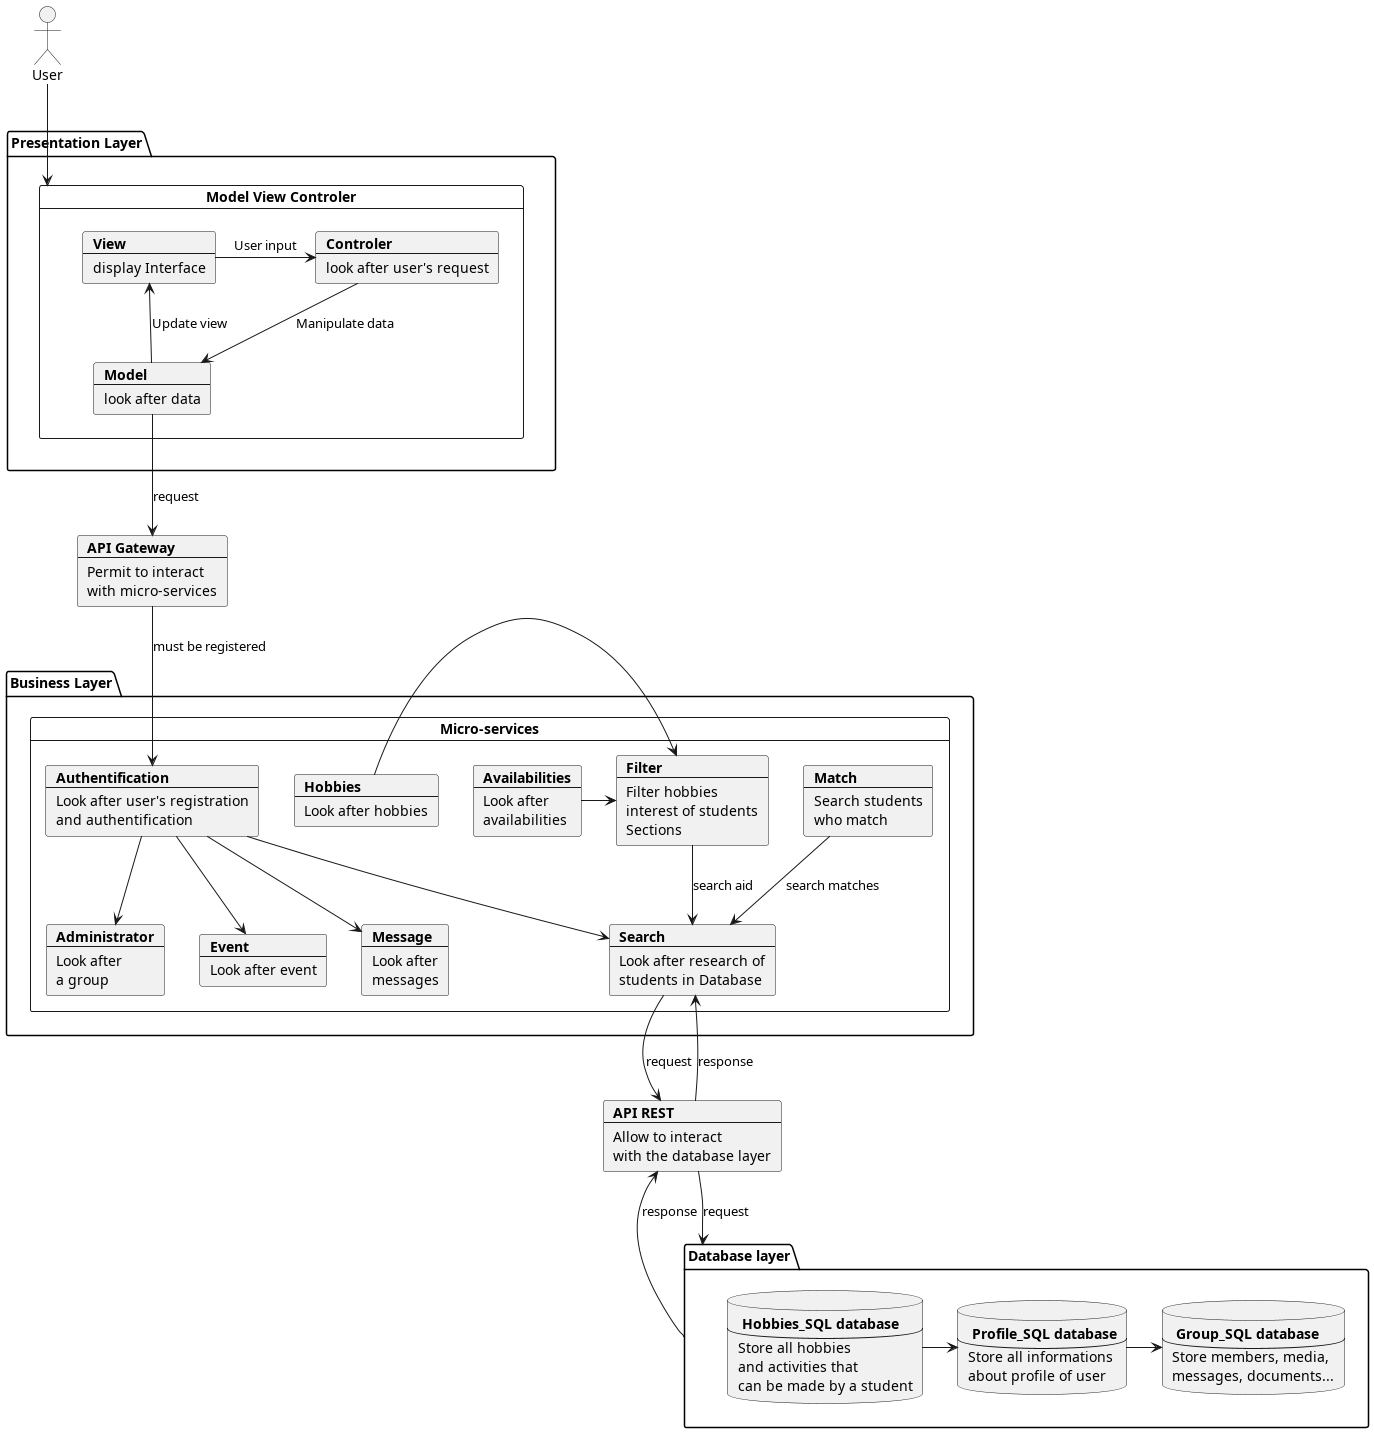 User
Presentation Layer
Model View Controler
View
display Interface
User input
Controler
look after user's request
Update view
Manipulate data
Model
look after data
request
API Gateway
Permit to interact
with micro-services
must be registered
Business Layer
Micro-services
Authentification
Look after user's registration
and authentification
Hobbies
Look after hobbies
Availabilities
Look after
availabilities
Filter
Filter hobbies
interest of students
Sections
Match
Search students
who match
search aid
search matches
Administrator
Look after
a group
Event
Look after event
Message
Look after
messages
Search
Look after research of
students in Database
request
response
API REST
Allow to interact
with the database layer
response
request
Database layer
Hobbies_SQL database
Store all hobbies
and activities that
can be made by a student
Profile_SQL database
Store all informations
about profile of user
Group_SQL database
Store members, media,
messages, documents...